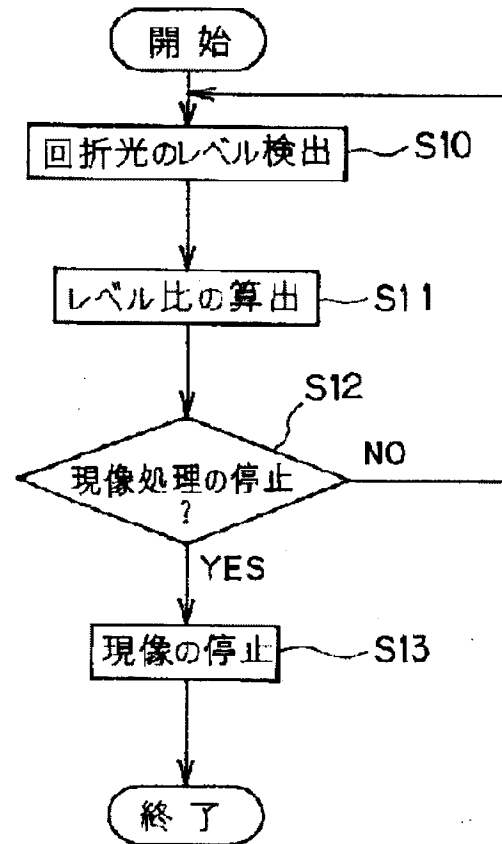 開始
回折光のレベル検出
S10
レベル比の算出
S11
S12
現像処理の停止
?
NO
YES
現像の停止
S13
終了